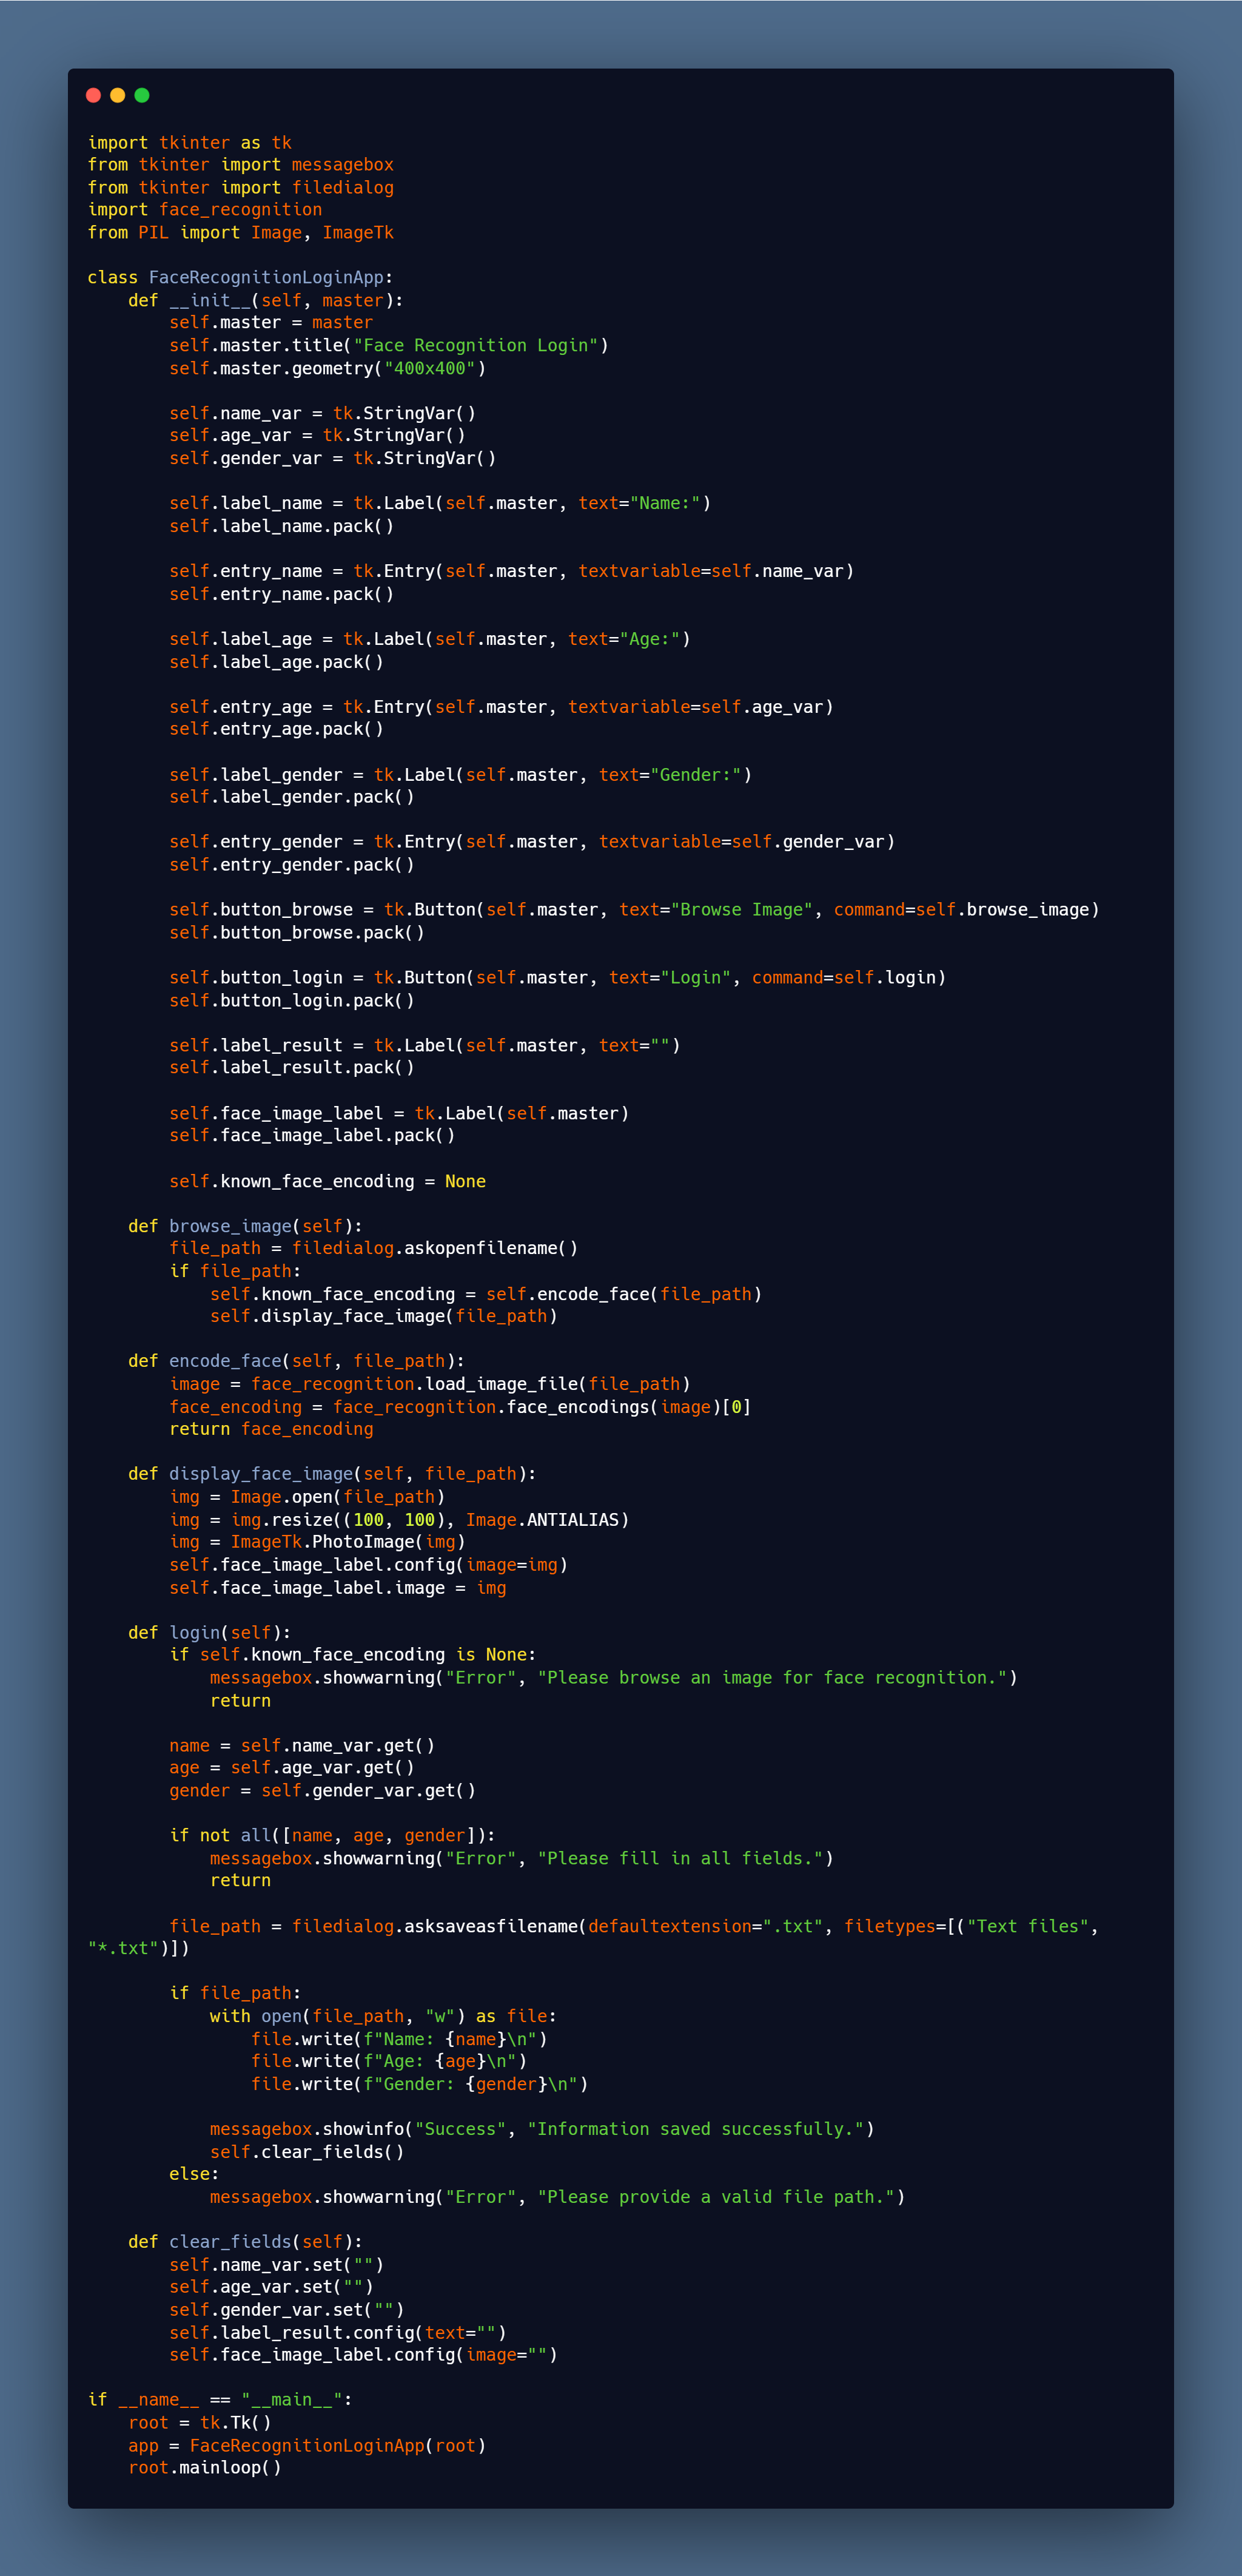 import tkinter as tk
from tkinter import messagebox
from tkinter import filedialog
import face_recognition
from PIL import Image, ImageTk

class FaceRecognitionLoginApp:
    def __init__(self, master):
        self.master = master
        self.master.title("Face Recognition Login")
        self.master.geometry("400x400")

        self.name_var = tk.StringVar()
        self.age_var = tk.StringVar()
        self.gender_var = tk.StringVar()

        self.label_name = tk.Label(self.master, text="Name:")
        self.label_name.pack()

        self.entry_name = tk.Entry(self.master, textvariable=self.name_var)
        self.entry_name.pack()

        self.label_age = tk.Label(self.master, text="Age:")
        self.label_age.pack()

        self.entry_age = tk.Entry(self.master, textvariable=self.age_var)
        self.entry_age.pack()

        self.label_gender = tk.Label(self.master, text="Gender:")
        self.label_gender.pack()

        self.entry_gender = tk.Entry(self.master, textvariable=self.gender_var)
        self.entry_gender.pack()

        self.button_browse = tk.Button(self.master, text="Browse Image", command=self.browse_image)
        self.button_browse.pack()

        self.button_login = tk.Button(self.master, text="Login", command=self.login)
        self.button_login.pack()

        self.label_result = tk.Label(self.master, text="")
        self.label_result.pack()

        self.face_image_label = tk.Label(self.master)
        self.face_image_label.pack()

        self.known_face_encoding = None

    def browse_image(self):
        file_path = filedialog.askopenfilename()
        if file_path:
            self.known_face_encoding = self.encode_face(file_path)
            self.display_face_image(file_path)

    def encode_face(self, file_path):
        image = face_recognition.load_image_file(file_path)
        face_encoding = face_recognition.face_encodings(image)[0]
        return face_encoding

    def display_face_image(self, file_path):
        img = Image.open(file_path)
        img = img.resize((100, 100), Image.ANTIALIAS)
        img = ImageTk.PhotoImage(img)
        self.face_image_label.config(image=img)
        self.face_image_label.image = img

    def login(self):
        if self.known_face_encoding is None:
            messagebox.showwarning("Error", "Please browse an image for face recognition.")
            return

        name = self.name_var.get()
        age = self.age_var.get()
        gender = self.gender_var.get()

        if not all([name, age, gender]):
            messagebox.showwarning("Error", "Please fill in all fields.")
            return

        file_path = filedialog.asksaveasfilename(defaultextension=".txt", filetypes=[("Text files",
"*.txt")])

        if file_path:
            with open(file_path, "w") as file:
                file.write(f"Name: {name}\n")
                file.write(f"Age: {age}\n")
                file.write(f"Gender: {gender}\n")

            messagebox.showinfo("Success", "Information saved successfully.")
            self.clear_fields()
        else:
            messagebox.showwarning("Error", "Please provide a valid file path.")

    def clear_fields(self):
        self.name_var.set("")
        self.age_var.set("")
        self.gender_var.set("")
        self.label_result.config(text="")
        self.face_image_label.config(image="")

if __name__ == "__main__":
    root = tk.Tk()
    app = FaceRecognitionLoginApp(root)
    root.mainloop()